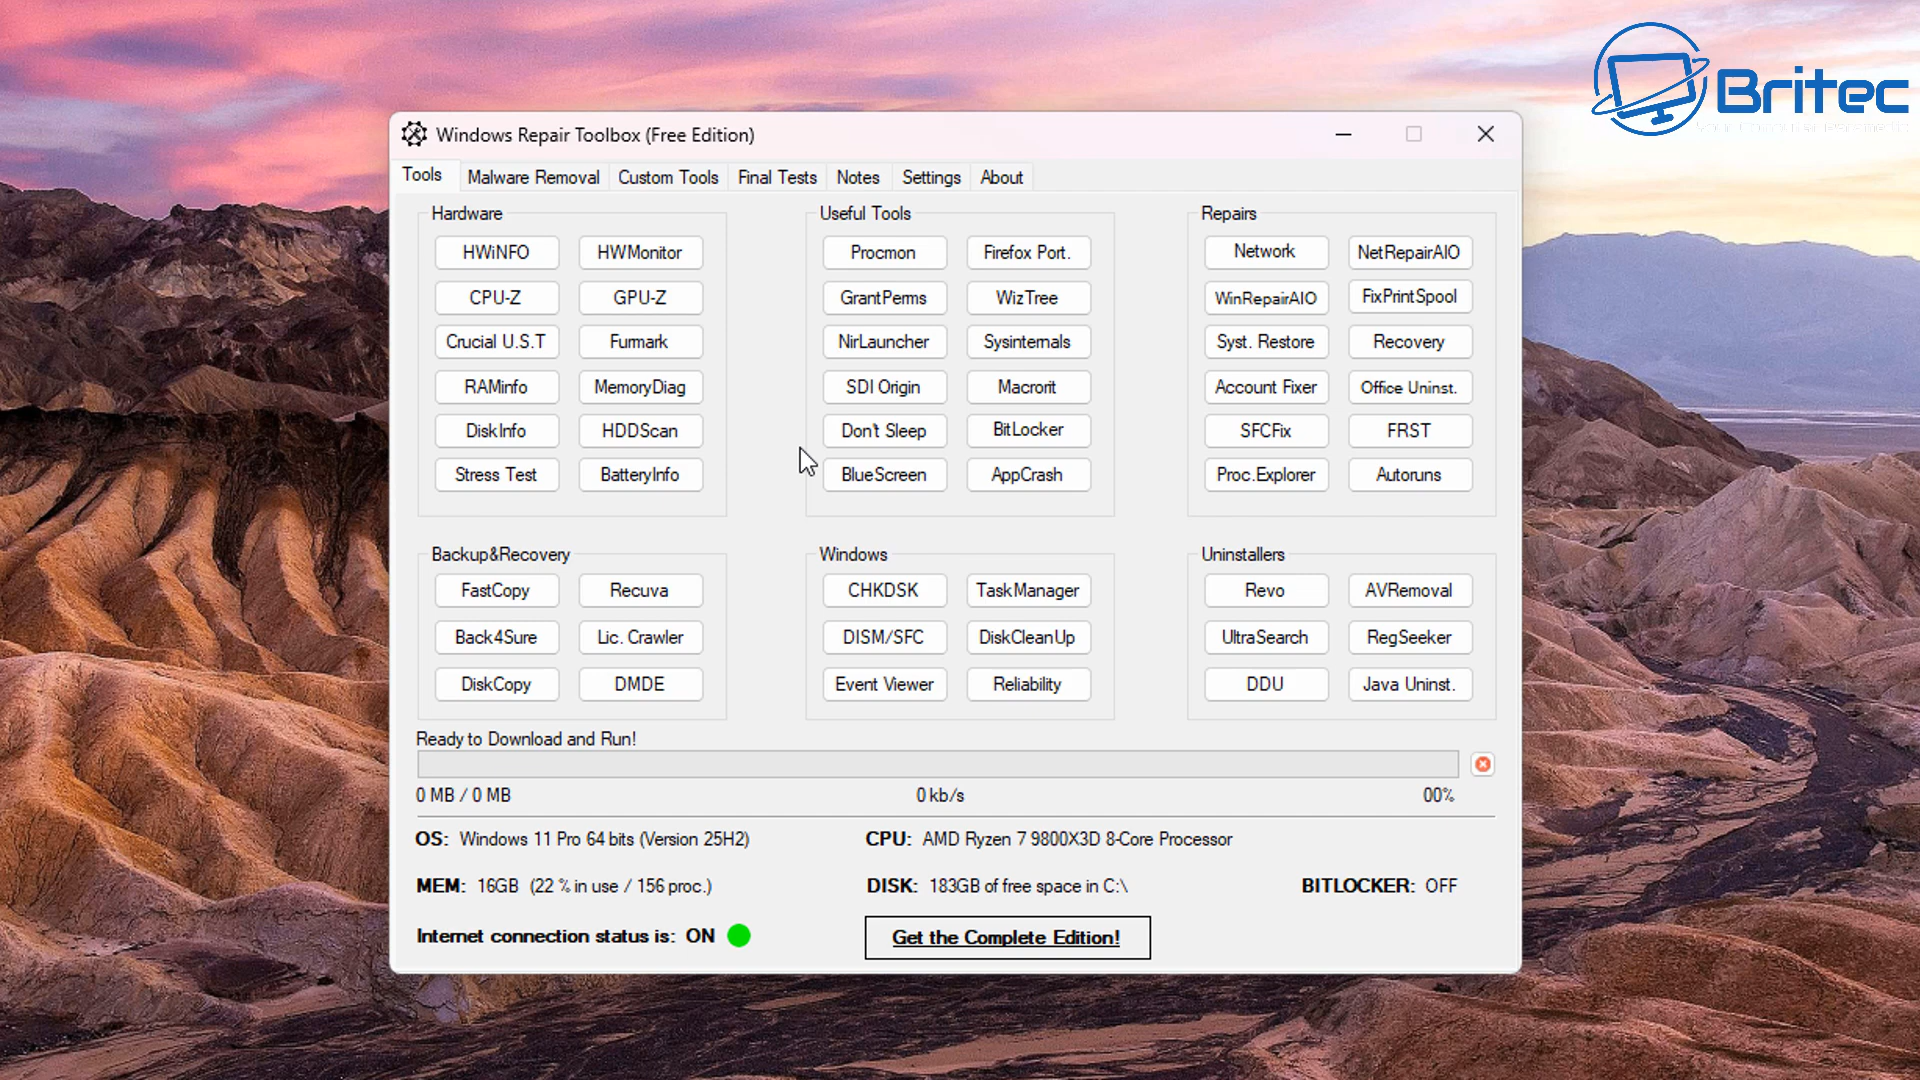 Britec
Windows Repair Toolbox (Free Edition)
Tools Malware Removal Custom Tools Final Tests Notes Settings About
Hardware Useful Tools Repairs
HWiNFO HWMonitor Procmon Firefox Port. Network NetRepairAIO
CPU-Z GPU-Z GrantPerms WizTree WinRepairAIO FixPrintSpool
Crucial U.S.T Furmark NirLauncher Sysinternals Syst. Restore Recovery
RAMinfo MemoryDiag SDI Origin Macrorit Account Fixer Office Uninst.
DiskInfo HDDScan Don't Sleep BitLocker SFCFix FRST
Stress Test BatteryInfo BlueScreen AppCrash Proc.Explorer Autoruns
Backup&Recovery Windows Uninstallers
FastCopy Recuva CHKDSK TaskManager Revo AVRemoval
Back4Sure Lic. Crawler DISM/SFC DiskCleanUp UltraSearch RegSeeker
DiskCopy DMDE Event Viewer Reliability DDU Java Uninst.
Ready to Download and Run!
0 MB / 0 MB 0 kb/s 00%
OS: Windows 11 Pro 64 bits (Version 25H2) CPU: AMD Ryzen 7 9800X3D 8-Core Processor
MEM: 16GB (22 % in use / 156 proc.) DISK: 183GB of free space in C:\ BITLOCKER: OFF
Internet connection status is: ON Get the Complete Edition!